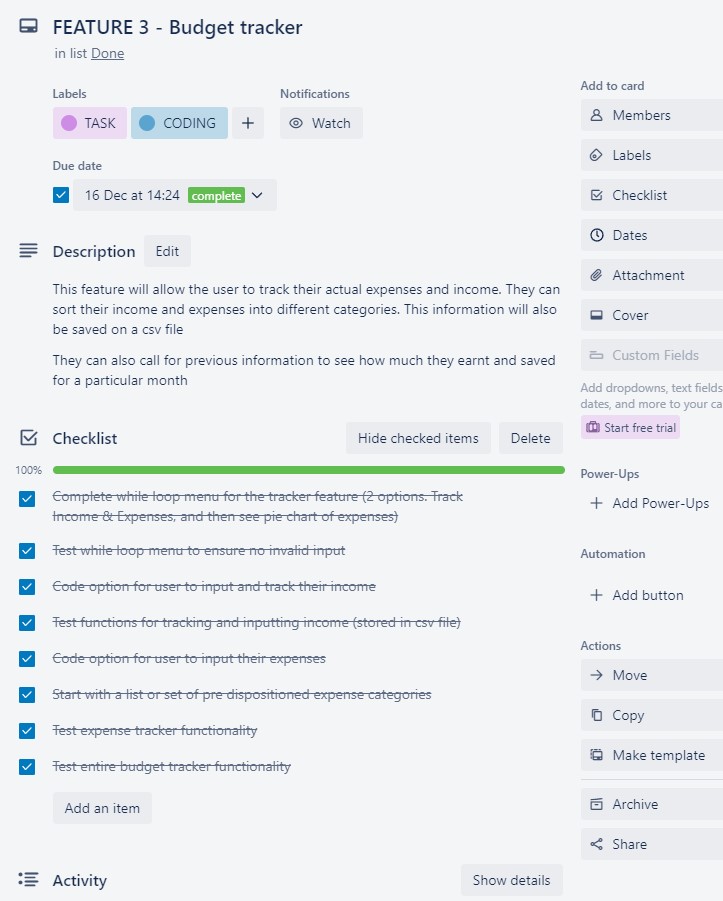 FEATURE 3 - Budget tracker
in list Done
Labels
Notifications
TASK
CODING
Watch
Due date
16 Dec at 14:24 complete
Description
Edit
This feature will allow the user to track their actual expenses and income. They can
sort their income and expenses into different categories. This information will also
be saved on a csv file
They can also call for previous information to see how much they earnt and saved
for a particular month
Checklist
Hide checked items
Delete
100%
Complete while loop menu for the tracker feature (2 options. Track
Income & Expenses, and then see pie chart of expenses)
Test while loop menu to ensure no invalid input
Code option for user to input and track their income
Test functions for tracking and inputting income (stored in csv file)
Code option for user to input their expenses
Start with a list or set of pre dispositioned expense categories
Test expense tracker functionality
Test entire budget tracker functionality
Add an item
Activity
Show details
Add to card
Members
Labels
Checklist
Dates
Attachment
Cover
Custom Fields
Add dropdowns, text fields
dates, and more to your ca
Start free trial
Power-Ups
+ Add Power-Ups
Automation
+ Add button
Actions
Move
Copy
Make template
Archive
Share